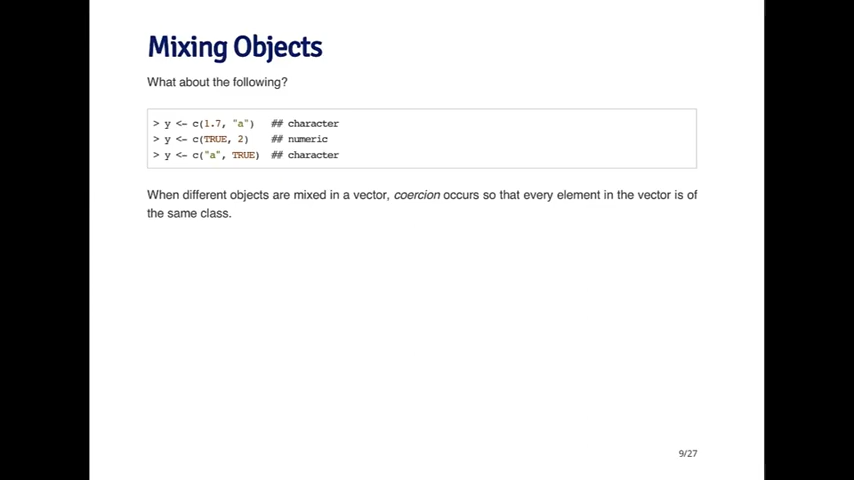 Mixing Objects
What about the following?
> y <- c(1.7, "a")   ## character
> y <- c(TRUE, 2)    ## numeric
> y <- c("a", TRUE)  ## character
When different objects are mixed in a vector, coercion occurs so that every element in the vector is of
the same class.
9/27